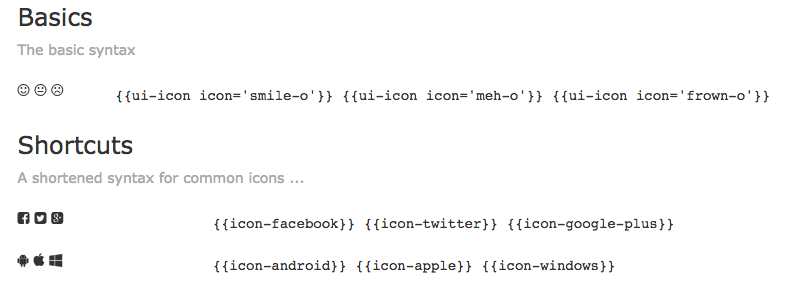 Basics
The basic syntax
{{ui-icon icon='smile-o'}} {{ui-icon icon='meh-o'}} {{ui-icon icon='frown-o'}}
Shortcuts
A shortened syntax for common icons ...
{{icon-facebook}} {{icon-twitter}} {{icon-google-plus}}
{{icon-android}} {{icon-apple}} {{icon-windows}}